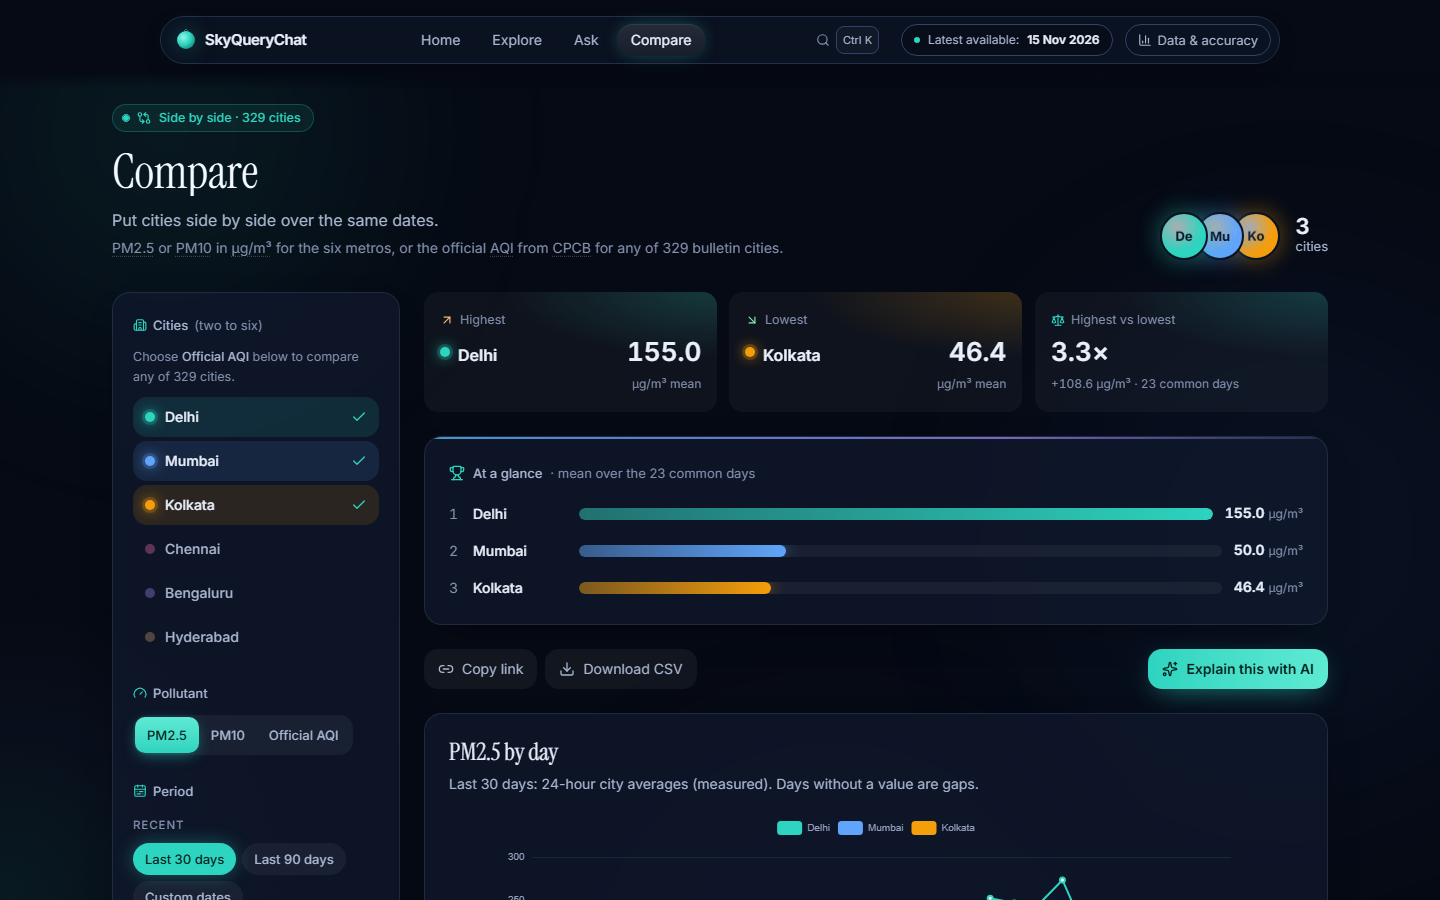 SkyQueryChat
Home
Explore
Ask
Compare
Ctrl K
Latest available: 15 Nov 2026
Data & accuracy
Side by side · 329 cities
Compare
Put cities side by side over the same dates.
PM2.5 or PM10 in µg/m³ for the six metros, or the official AQI from CPCB for any of 329 bulletin cities.
De
Mu
Ko
3
cities
Cities (two to six)
Choose Official AQI below to compare
any of 329 cities.
Delhi
Mumbai
Kolkata
Chennai
Bengaluru
Hyderabad
Pollutant
PM2.5
PM10
Official AQI
Period
RECENT
Last 30 days
Last 90 days
Custom dates
Highest
Delhi
155.0
µg/m³ mean
Lowest
Kolkata
46.4
µg/m³ mean
Highest vs lowest
3.3×
+108.6 µg/m³ · 23 common days
At a glance · mean over the 23 common days
1 Delhi 155.0 µg/m³
2 Mumbai 50.0 µg/m³
3 Kolkata 46.4 µg/m³
Copy link
Download CSV
Explain this with AI
PM2.5 by day
Last 30 days: 24-hour city averages (measured). Days without a value are gaps.
Delhi
Mumbai
Kolkata
300
250